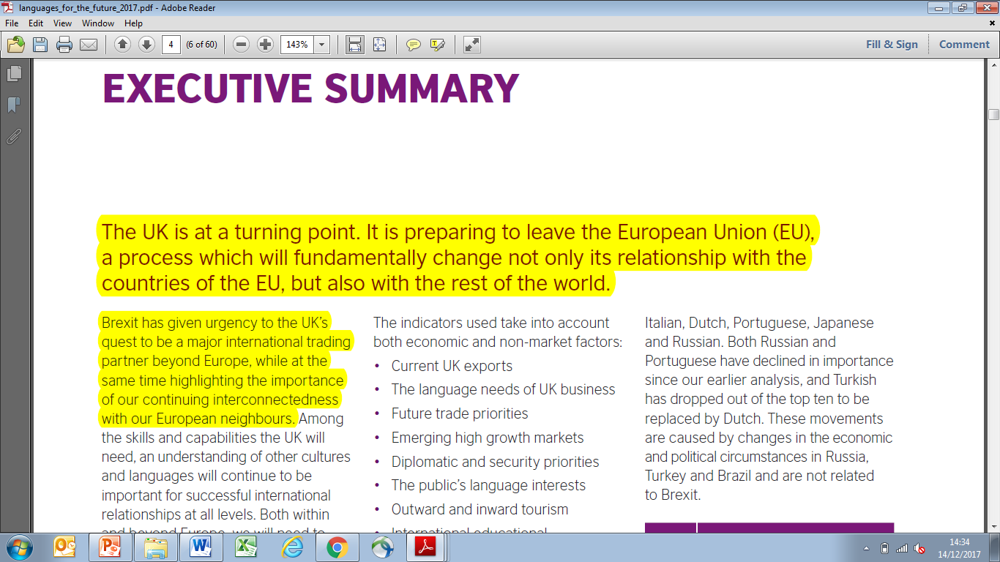 languages_for_the_future_2017.pdf - Adobe Reader
File Edit View Window Help
4 (6 of 60) 143% Fill & Sign Comment
EXECUTIVE SUMMARY
The UK is at a turning point. It is preparing to leave the European Union (EU),
a process which will fundamentally change not only its relationship with the
countries of the EU, but also with the rest of the world.
Brexit has given urgency to the UK’s
quest to be a major international trading
partner beyond Europe, while at the
same time highlighting the importance
of our continuing interconnectedness
with our European neighbours. Among
the skills and capabilities the UK will
need, an understanding of other cultures
and languages will continue to be
important for successful international
relationships at all levels. Both within
and beyond Europe, we will need to
The indicators used take into account
both economic and non-market factors:
• Current UK exports
• The language needs of UK business
• Future trade priorities
• Emerging high growth markets
• Diplomatic and security priorities
• The public’s language interests
• Outward and inward tourism
• International educational
Italian, Dutch, Portuguese, Japanese
and Russian. Both Russian and
Portuguese have declined in importance
since our earlier analysis, and Turkish
has dropped out of the top ten to be
replaced by Dutch. These movements
are caused by changes in the economic
and political circumstances in Russia,
Turkey and Brazil and are not related
to Brexit.
14:34
14/12/2017